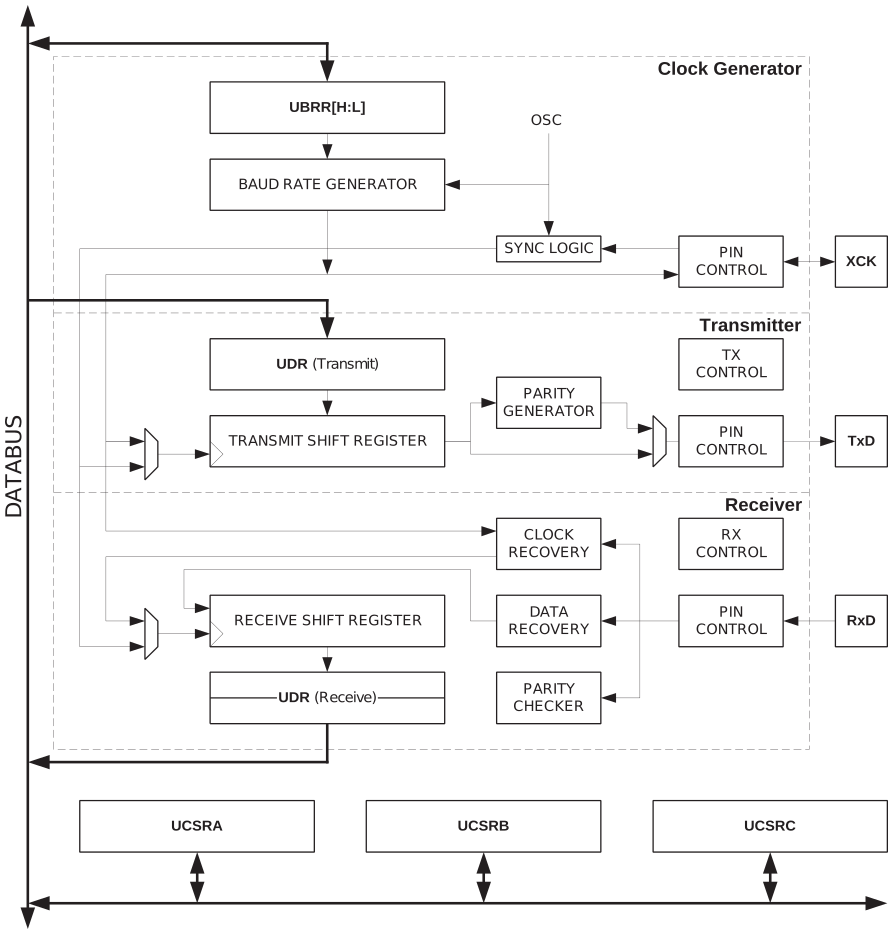 Clock Generator
UBRR[H:L]
OSC
BAUD RATE GENERATOR
SYNC LOGIC
PIN
CONTROL
XCK
Transmitter
UDR (Transmit)
TX
CONTROL
PARITY
GENERATOR
TRANSMIT SHIFT REGISTER
PIN
CONTROL
TxD
DATABUS
Receiver
CLOCK
RECOVERY
RX
CONTROL
RECEIVE SHIFT REGISTER
DATA
RECOVERY
PIN
CONTROL
RxD
UDR (Receive)
PARITY
CHECKER
UCSRA
UCSRB
UCSRC